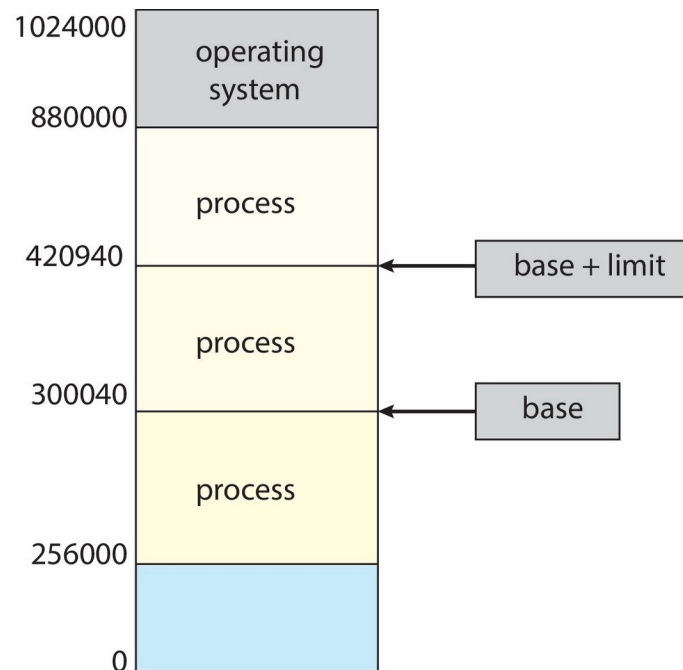 1024000
operating
system
880000
process
420940
base + limit
process
300040
base
process
256000
0